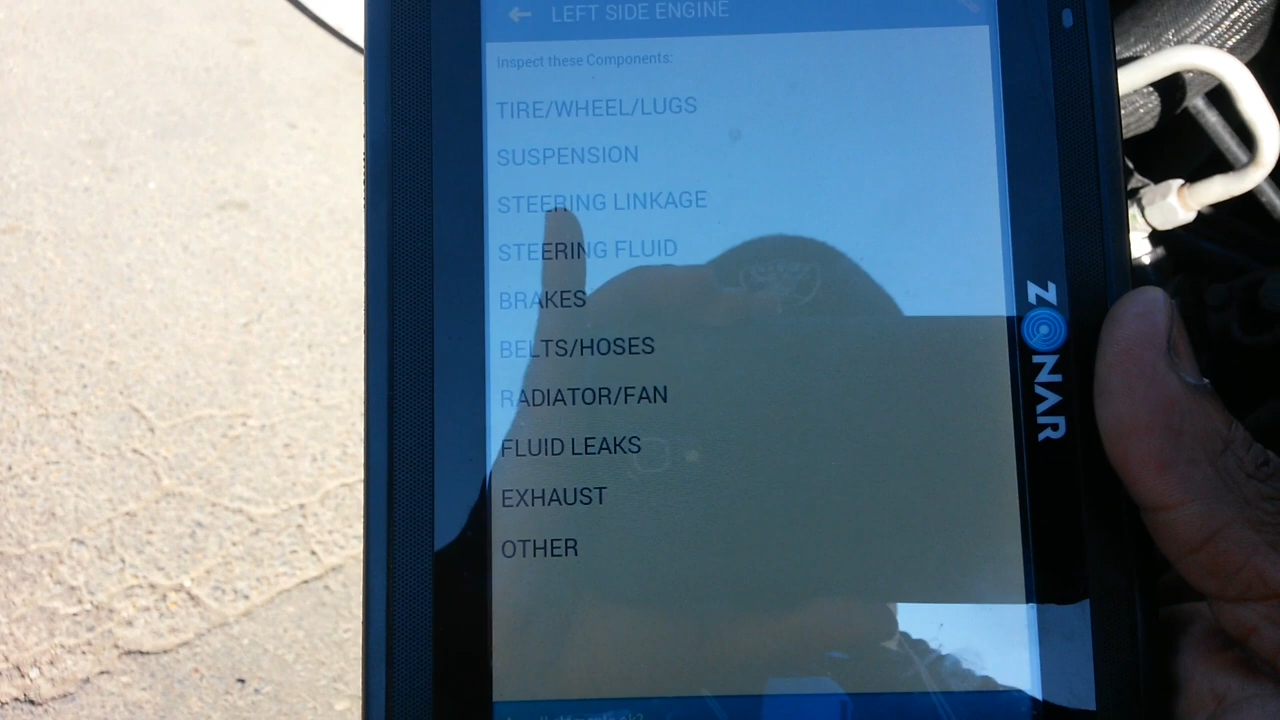 LEFT SIDE ENGINE
Inspect these Components:
TIRE/WHEEL/LUGS
SUSPENSION
STEERING LINKAGE
STEERING FLUID
BRAKES
BELTS/HOSES
RADIATOR/FAN
FLUID LEAKS
EXHAUST
OTHER
ZONAR